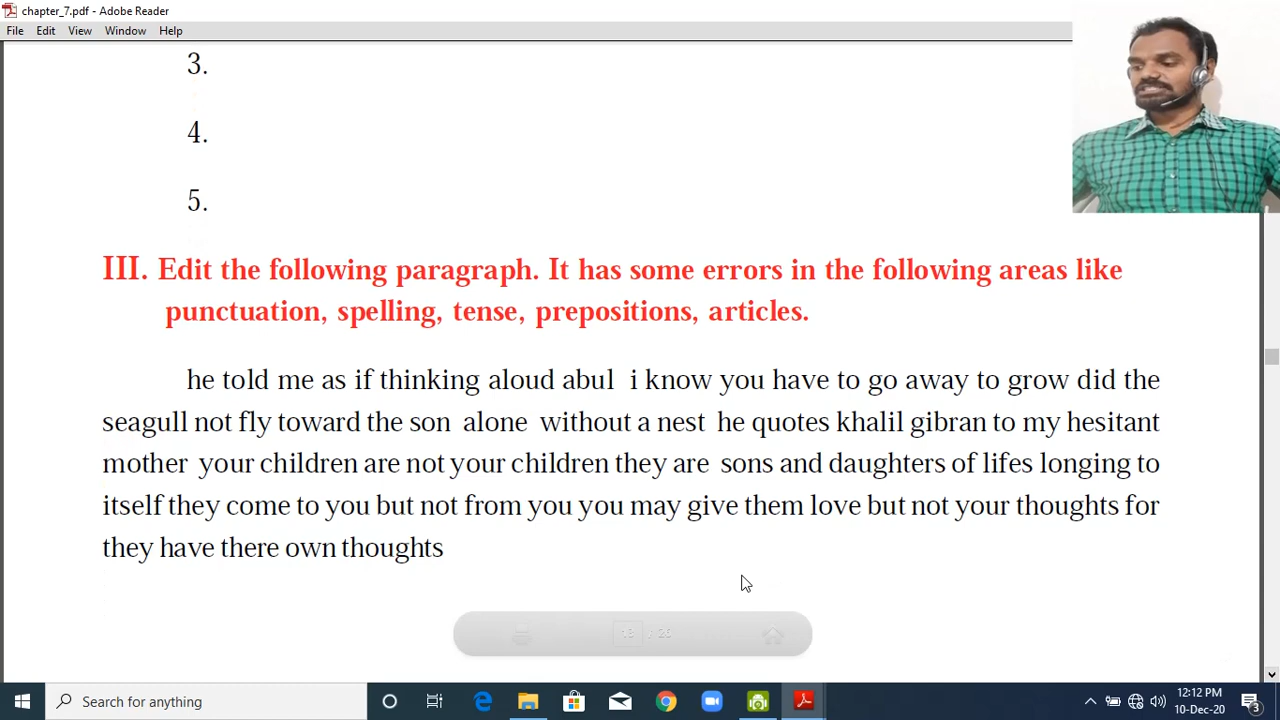 chapter_7.pdf - Adobe Reader
File Edit View Window Help
3.
4.
5.
III. Edit the following paragraph. It has some errors in the following areas like
punctuation, spelling, tense, prepositions, articles.
he told me as if thinking aloud abul i know you have to go away to grow did the
seagull not fly toward the son alone without a nest he quotes khalil gibran to my hesitant
mother your children are not your children they are sons and daughters of lifes longing to
itself they come to you but not from you you may give them love but not your thoughts for
they have there own thoughts
Search for anything
12:12 PM
10-Dec-20
3